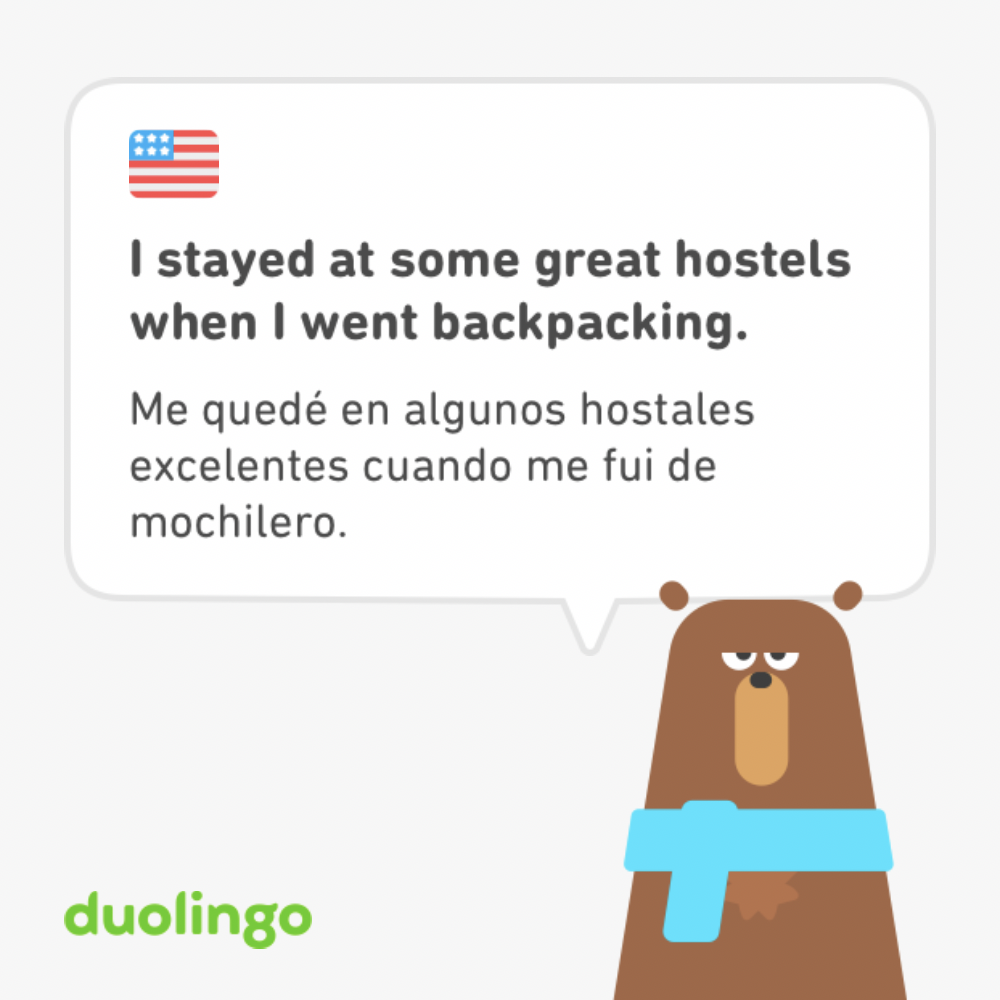 I stayed at some great hostels
when I went backpacking.
Me quedé en algunos hostales
excelentes cuando me fui de
mochilero.
duolingo